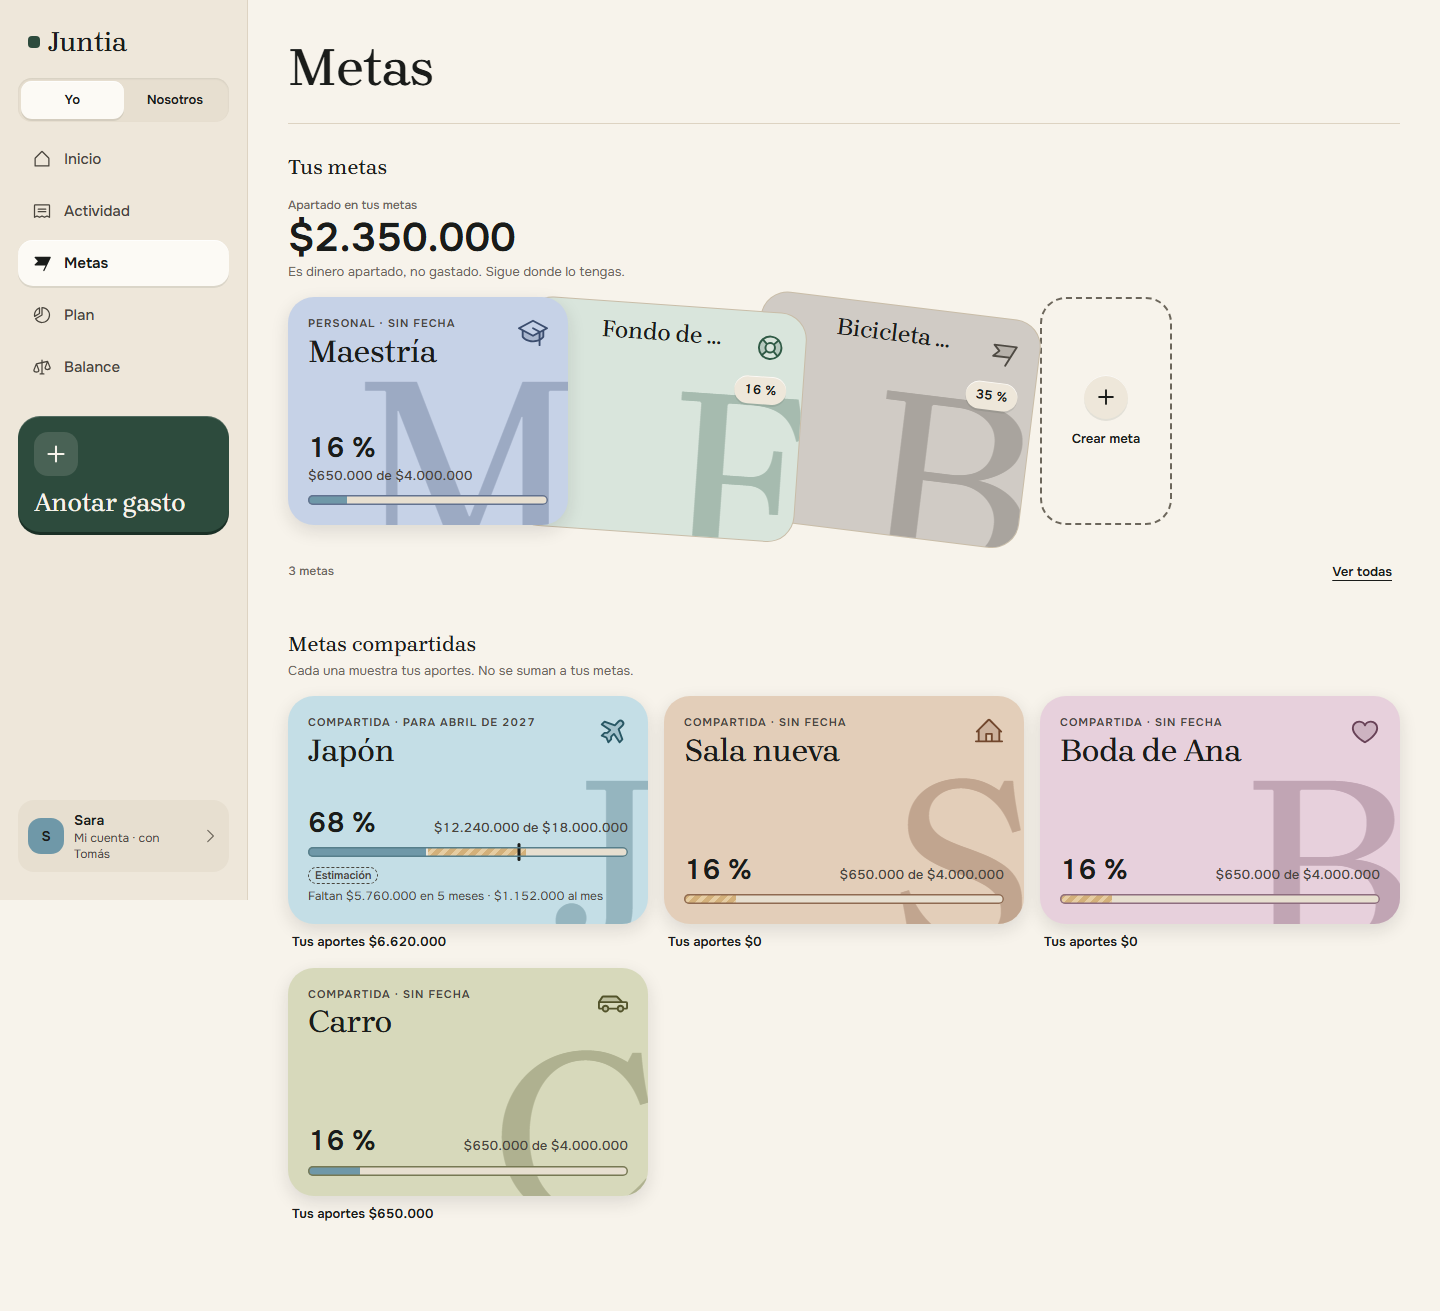 Juntia
Yo
Nosotros
Inicio
Actividad
Metas
Plan
Balance
Anotar gasto
S
Sara
Mi cuenta · con
Tomás
Metas
Tus metas
Apartado en tus metas
$2.350.000
Es dinero apartado, no gastado. Sigue donde lo tengas.
PERSONAL · SIN FECHA
Maestría
M
16 %
$650.000 de $4.000.000
Fondo de ...
16 %
F
Bicicleta ...
35 %
B
Crear meta
3 metas
Ver todas
Metas compartidas
Cada una muestra tus aportes. No se suman a tus metas.
COMPARTIDA · PARA ABRIL DE 2027
Japón
J
68 %
$12.240.000 de $18.000.000
Estimación
Faltan $5.760.000 en 5 meses · $1.152.000 al mes
Tus aportes $6.620.000
COMPARTIDA · SIN FECHA
Sala nueva
S
16 %
$650.000 de $4.000.000
Tus aportes $0
COMPARTIDA · SIN FECHA
Boda de Ana
B
16 %
$650.000 de $4.000.000
Tus aportes $0
COMPARTIDA · SIN FECHA
Carro
C
16 %
$650.000 de $4.000.000
Tus aportes $650.000